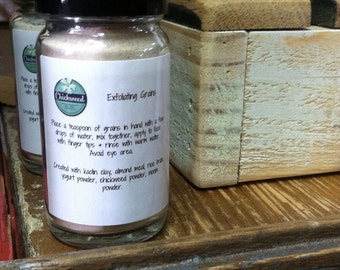 Chickweed
Exfoliating Grains
Place a teaspoon of grains in hand with a few
drops of water, mix together, apply to face
with finger tips & rinse with warm water.
Avoid eye area.
Created with kaolin clay, almond meal, rice bran,
yogurt powder, chickweed powder, neem
powder.